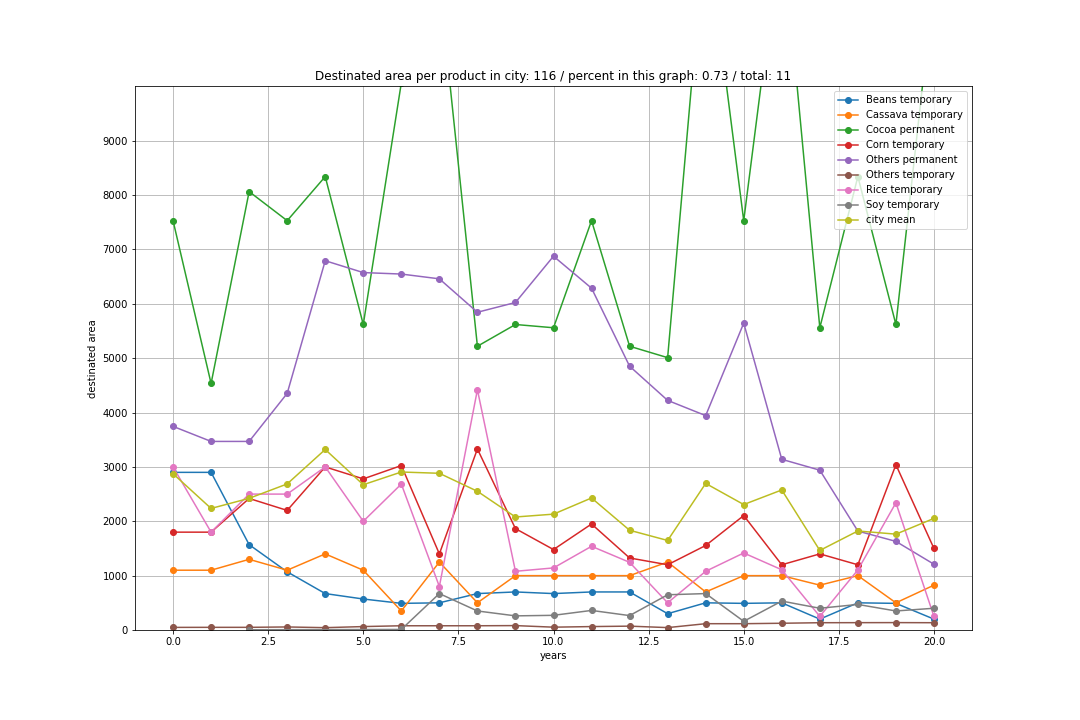 Destinated area per product in city: 116 / percent in this graph: 0.73 / total: 11
Beans temporary
Cassava temporary
Cocoa permanent
Corn temporary
Others permanent
Others temporary
Rice temporary
Soy temporary
city mean
destinated area
9000
8000
7000
6000
5000
4000
3000
2000
1000
0
0.0 2.5 5.0 7.5 10.0 12.5 15.0 17.5 20.0
years